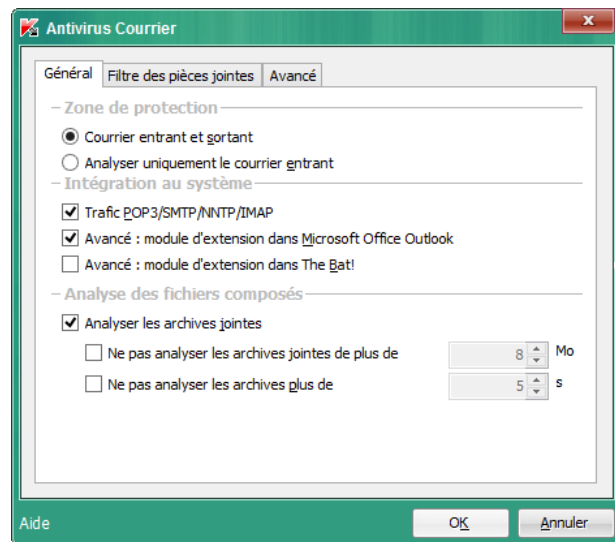 Antivirus Courrier
x
Général Filtre des pièces jointes Avancé
Zone de protection
Courrier entrant et sortant
Analyser uniquement le courrier entrant
Intégration au système
Trafic POP3/SMTP/NNTP/IMAP
Avancé : module d'extension dans Microsoft Office Outlook
Avancé : module d'extension dans The Bat!
Analyse des fichiers composés
Analyser les archives jointes
Ne pas analyser les archives jointes de plus de 8 Mo
Ne pas analyser les archives plus de 5 s
Aide OK Annuler